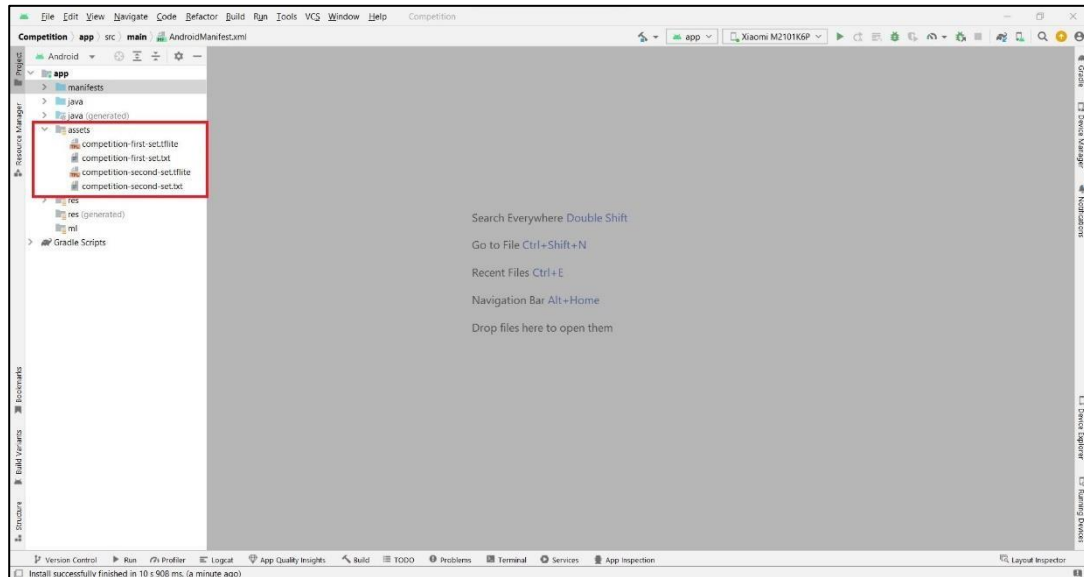 File Edit View Navigate Code Refactor Build Run Tools VCS Window Help Competition
Competition app src main AndroidManifest.xml
app Xiaomi M2101K6P
Android
app
manifests
java
java (generated)
assets
competition-first-set.tflite
competition-first-set.txt
competition-second-set.tflite
competition-second-set.txt
res
res (generated)
ml
Gradle Scripts
Project
Resource Manager
Bookmarks
Build Variants
Structure
Search Everywhere Double Shift
Go to File Ctrl+Shift+N
Recent Files Ctrl+E
Navigation Bar Alt+Home
Drop files here to open them
Gradle
Device Manager
Notifications
Device Explorer
Running Devices
Version Control Run Profiler Logcat App Quality Insights Build TODO Problems Terminal Services App Inspection Layout Inspector
Install successfully finished in 10 s 908 ms. (a minute ago)